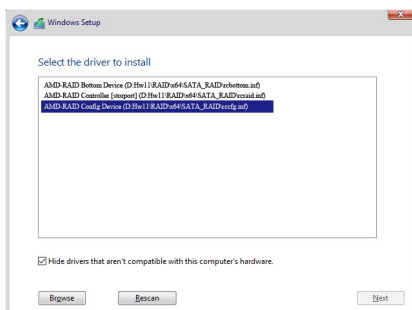 Windows Setup
Select the driver to install
AMD-RAID Bottom Device (D:Hw11\RAID\x64\SATA_RAID\rcbottom.inf)
AMD-RAID Controller [storport] (D:Hw11\RAID\x64\SATA_RAID\rcraid.inf)
AMD-RAID Config Device (D:Hw11\RAID\x64\SATA_RAID\rccfg.inf)
Hide drivers that aren't compatible with this computer's hardware.
Browse Rescan Next